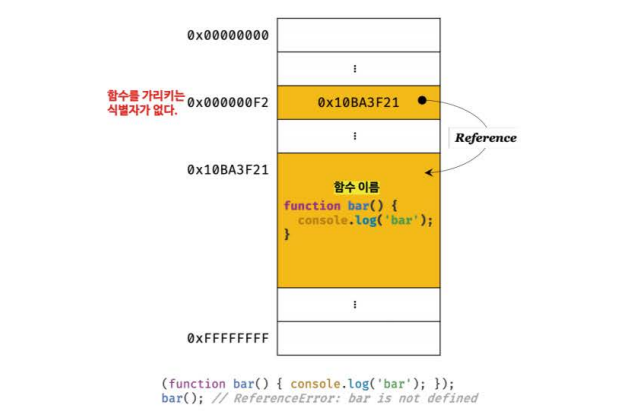 0x00000000
⋮
함수를 가리키는
식별자가 없다.
0x000000F2
0x10BA3F21
⋮
Reference
0x10BA3F21
함수 이름
function bar() {
  console.log('bar');
}
⋮
0xFFFFFFFF
(function bar() { console.log('bar'); });
bar(); // ReferenceError: bar is not defined